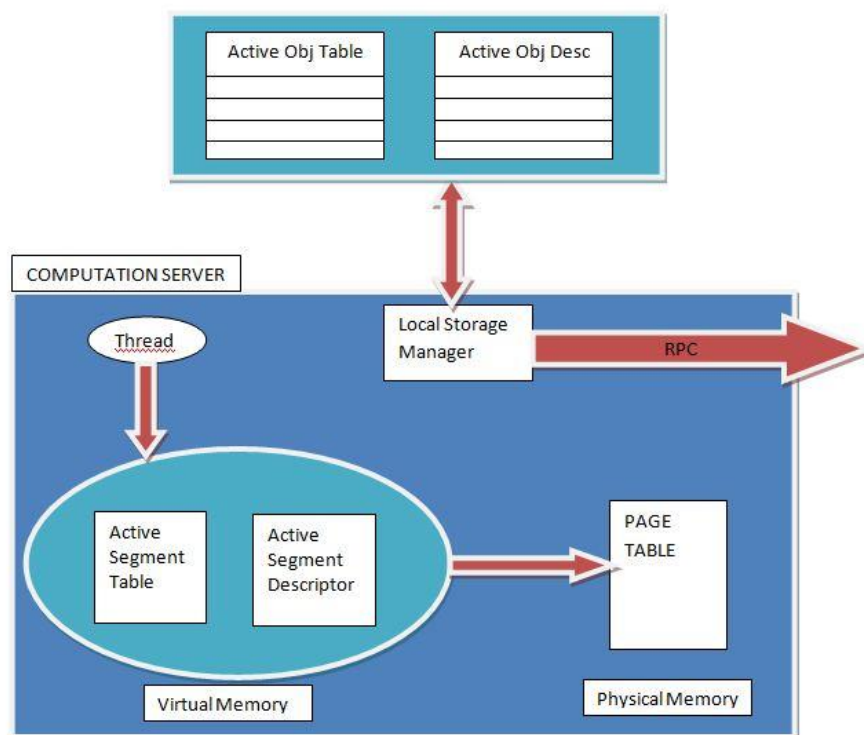 Active Obj Table
Active Obj Desc
COMPUTATION SERVER
Thread
Local Storage
Manager
RPC
Active
Segment
Table
Active
Segment
Descriptor
PAGE
TABLE
Virtual Memory
Physical Memory